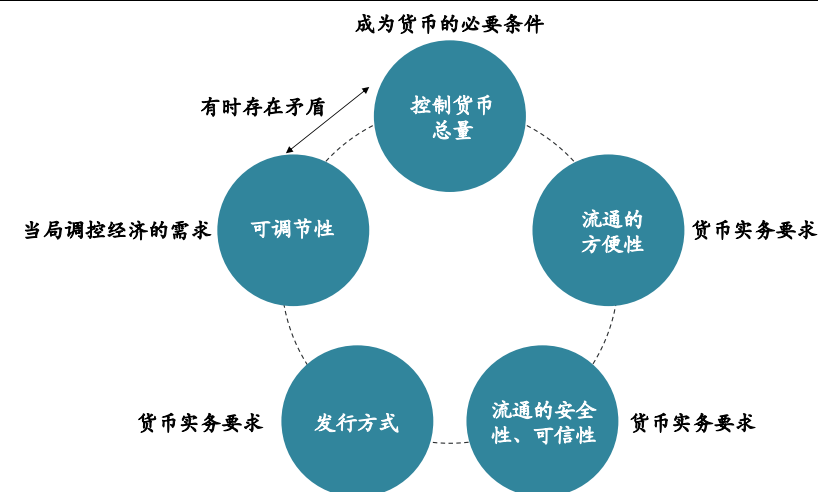 成为货币的必要条件
控制货币
总量
有时存在矛盾
可调节性
当局调控经济的需求
流通的
方便性
货币实务要求
发行方式
货币实务要求
流通的安全
性、可信性
货币实务要求